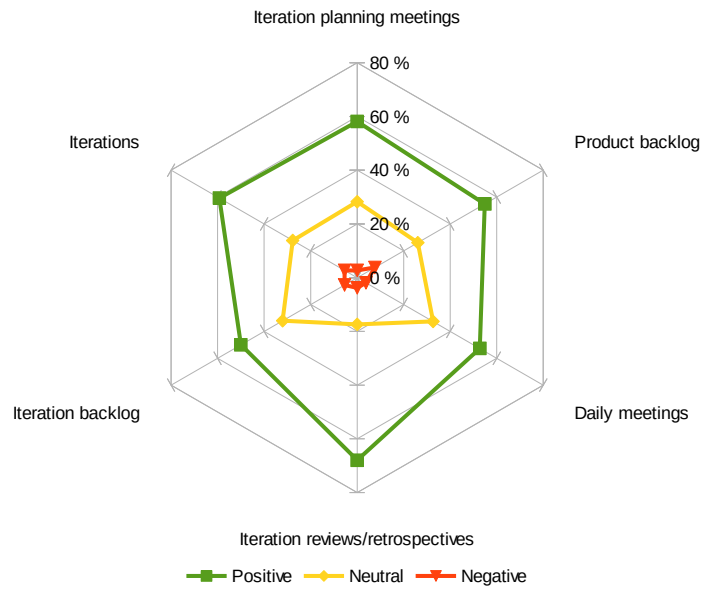 Iteration planning meetings
80 %
60 %
Iterations
Product backlog
40 %
20 %
0 %
Iteration backlog
Daily meetings
Iteration reviews/retrospectives
Positive Neutral Negative